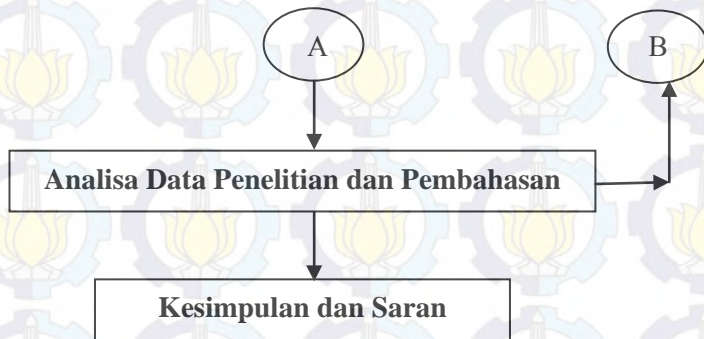 A
B
Analisa Data Penelitian dan Pembahasan
Kesimpulan dan Saran